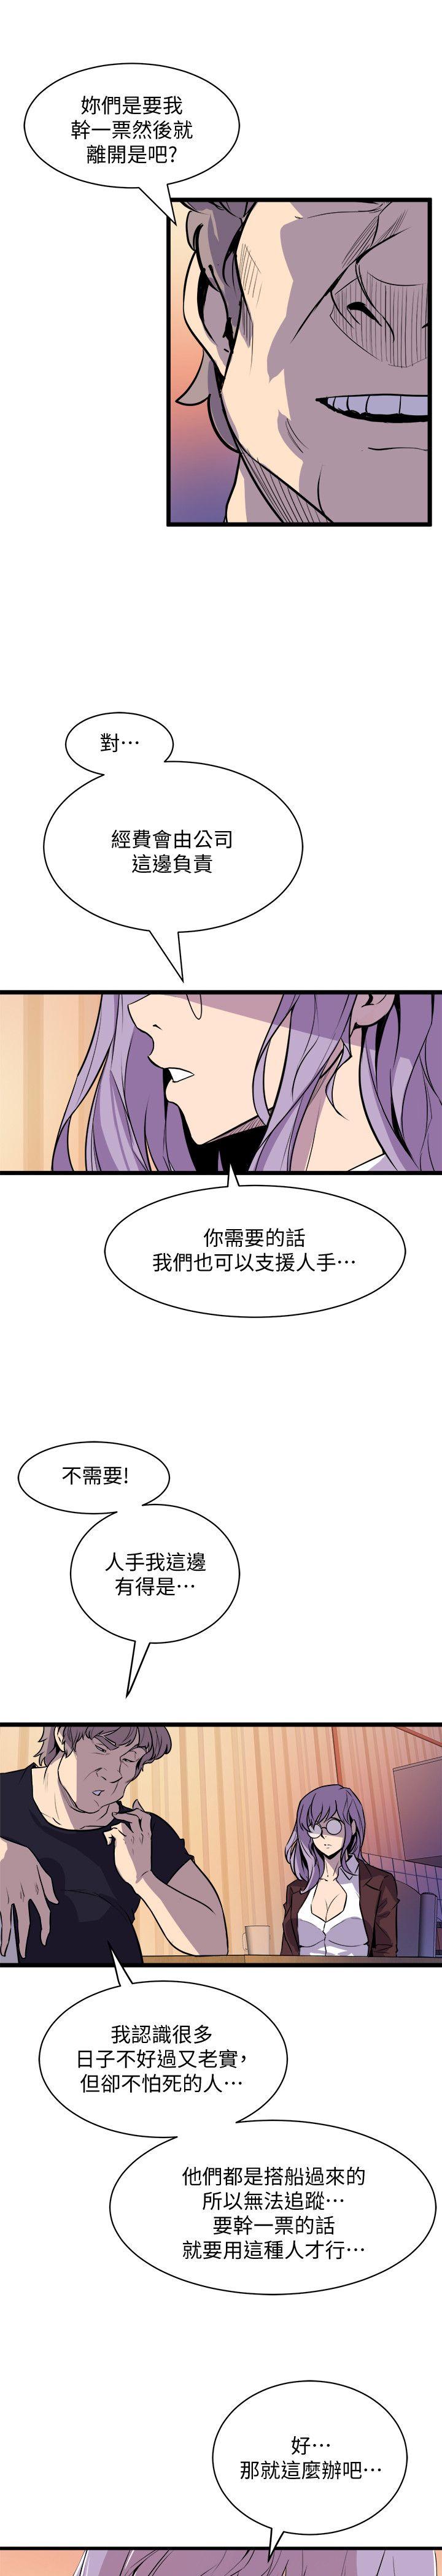 妳們是要我
幹一票然後就
離開是吧?
對…
經費會由公司
這邊負責
你需要的話
我們也可以支援人手…
不需要!
人手我這邊
有得是…
我認識很多
日子不好過又老實，
但卻不怕死的人…
他們都是搭船過來的
所以無法追蹤…
要幹一票的話
就要用這種人才行…
好…
那就這麼辦吧…